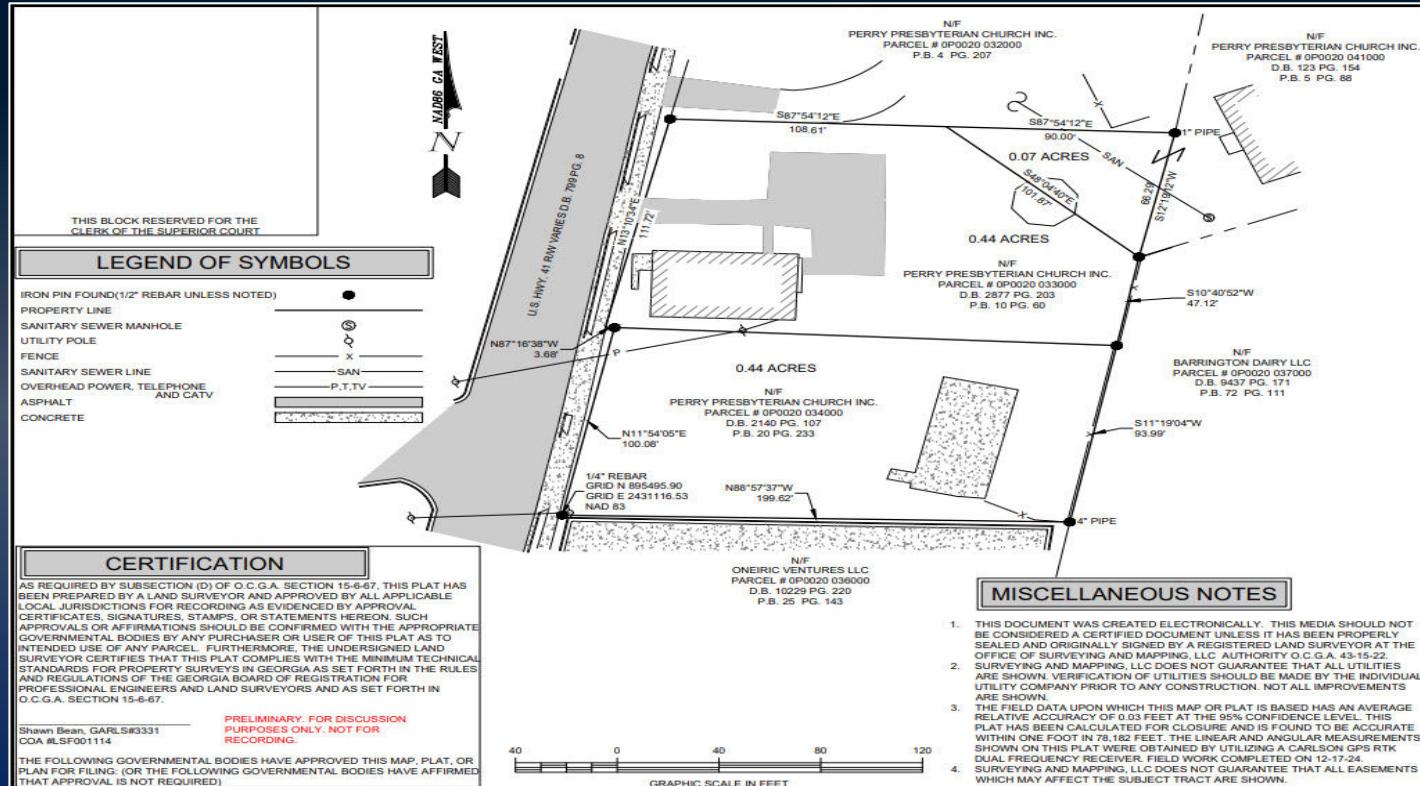 THIS BLOCK RESERVED FOR THE
CLERK OF THE SUPERIOR COURT
LEGEND OF SYMBOLS
IRON PIN FOUND(1/2" REBAR UNLESS NOTED)
PROPERTY LINE
SANITARY SEWER MANHOLE
S
UTILITY POLE
FENCE
X
SANITARY SEWER LINE
SAN
OVERHEAD POWER, TELEPHONE
AND CATV
P,T,TV
ASPHALT
CONCRETE
NAD86 GA WEST
N
U.S. HWY. 41 R/W VARIES D.B. 799 PG. 8
N/F
PERRY PRESBYTERIAN CHURCH INC.
PARCEL # 0P0020 032000
P.B. 4 PG. 207
N/F
PERRY PRESBYTERIAN CHURCH INC.
PARCEL # 0P0020 041000
D.B. 123 PG. 154
P.B. 5 PG. 88
S87°54'12"E
108.61'
S87°54'12"E
90.00'
X
1" PIPE
0.07 ACRES
SAN
S48°04'40"E
101.67'
66.29'
S12°19'12"W
S
N13°10'34"E
111.72'
0.44 ACRES
N/F
PERRY PRESBYTERIAN CHURCH INC.
PARCEL # 0P0020 033000
D.B. 2877 PG. 203
P.B. 10 PG. 60
X
S10°40'52"W
47.12'
N87°16'38"W
3.68'
P
0.44 ACRES
N/F
PERRY PRESBYTERIAN CHURCH INC.
PARCEL # 0P0020 034000
D.B. 2140 PG. 107
P.B. 20 PG. 233
N/F
BARRINGTON DAIRY LLC
PARCEL # 0P0020 037000
D.B. 9437 PG. 171
P.B. 72 PG. 111
N11°54'05"E
100.08'
X
S11°19'04"W
93.99'
1/4" REBAR
GRID N 895495.90
GRID E 2431116.53
NAD 83
N88°57'37"W
199.62'
X
4" PIPE
N/F
ONEIRIC VENTURES LLC
PARCEL # 0P0020 036000
D.B. 10229 PG. 220
P.B. 25 PG. 143
CERTIFICATION
AS REQUIRED BY SUBSECTION (D) OF O.C.G.A. SECTION 15-6-67, THIS PLAT HAS
BEEN PREPARED BY A LAND SURVEYOR AND APPROVED BY ALL APPLICABLE
LOCAL JURISDICTIONS FOR RECORDING AS EVIDENCED BY APPROVAL
CERTIFICATES, SIGNATURES, STAMPS, OR STATEMENTS HEREON. SUCH
APPROVALS OR AFFIRMATIONS SHOULD BE CONFIRMED WITH THE APPROPRIATE
GOVERNMENTAL BODIES BY ANY PURCHASER OR USER OF THIS PLAT AS TO
INTENDED USE OF ANY PARCEL. FURTHERMORE, THE UNDERSIGNED LAND
SURVEYOR CERTIFIES THAT THIS PLAT COMPLIES WITH THE MINIMUM TECHNICAL
STANDARDS FOR PROPERTY SURVEYS IN GEORGIA AS SET FORTH IN THE RULES
AND REGULATIONS OF THE GEORGIA BOARD OF REGISTRATION FOR
PROFESSIONAL ENGINEERS AND LAND SURVEYORS AND AS SET FORTH IN
O.C.G.A. SECTION 15-6-67.
Shawn Bean, GARLS#3331
COA #LSF001114
PRELIMINARY. FOR DISCUSSION
PURPOSES ONLY. NOT FOR
RECORDING.
THE FOLLOWING GOVERNMENTAL BODIES HAVE APPROVED THIS MAP, PLAT, OR
PLAN FOR FILING: (OR THE FOLLOWING GOVERNMENTAL BODIES HAVE AFFIRMED
THAT APPROVAL IS NOT REQUIRED)
40 0 40 80 120
GRAPHIC SCALE IN FEET
MISCELLANEOUS NOTES
1. THIS DOCUMENT WAS CREATED ELECTRONICALLY. THIS MEDIA SHOULD NOT
BE CONSIDERED A CERTIFIED DOCUMENT UNLESS IT HAS BEEN PROPERLY
SEALED AND ORIGINALLY SIGNED BY A REGISTERED LAND SURVEYOR AT THE
OFFICE OF SURVEYING AND MAPPING, LLC AUTHORITY O.C.G.A. 43-15-22.
2. SURVEYING AND MAPPING, LLC DOES NOT GUARANTEE THAT ALL UTILITIES
ARE SHOWN. VERIFICATION OF UTILITIES SHOULD BE MADE BY THE INDIVIDUAL
UTILITY COMPANY PRIOR TO ANY CONSTRUCTION. NOT ALL IMPROVEMENTS
ARE SHOWN.
3. THE FIELD DATA UPON WHICH THIS MAP OR PLAT IS BASED HAS AN AVERAGE
RELATIVE ACCURACY OF 0.03 FEET AT THE 95% CONFIDENCE LEVEL. THIS
PLAT HAS BEEN CALCULATED FOR CLOSURE AND IS FOUND TO BE ACCURATE
WITHIN ONE FOOT IN 78,182 FEET. THE LINEAR AND ANGULAR MEASUREMENTS
SHOWN ON THIS PLAT WERE OBTAINED BY UTILIZING A CARLSON GPS RTK
DUAL FREQUENCY RECEIVER. FIELD WORK COMPLETED ON 12-17-24.
4. SURVEYING AND MAPPING, LLC DOES NOT GUARANTEE THAT ALL EASEMENTS
WHICH MAY AFFECT THE SUBJECT TRACT ARE SHOWN.